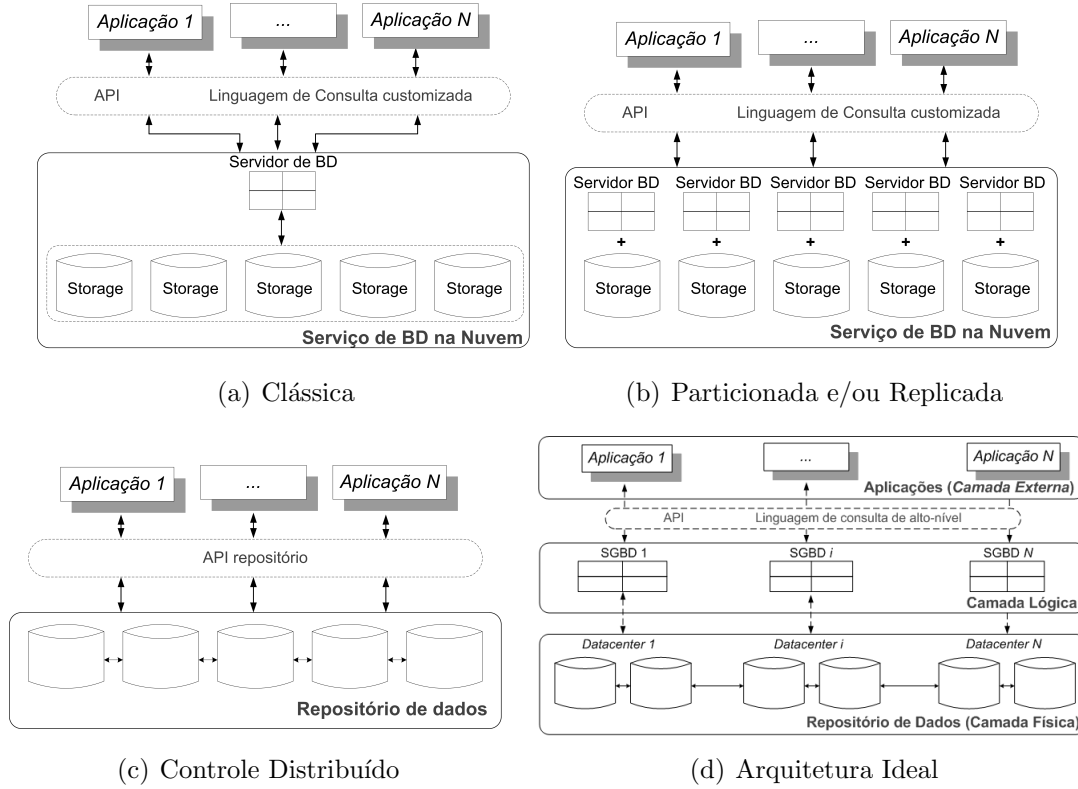 Aplicação 1
...
Aplicação N
API
Linguagem de Consulta customizada
Servidor de BD
Storage
Storage
Storage
Storage
Storage
Serviço de BD na Nuvem
(a) Clássica
Aplicação 1
...
Aplicação N
API
Linguagem de Consulta customizada
Servidor BD
Servidor BD
Servidor BD
Servidor BD
Servidor BD
+
+
+
+
+
Storage
Storage
Storage
Storage
Storage
Serviço de BD na Nuvem
(b) Particionada e/ou Replicada
Aplicação 1
...
Aplicação N
API repositório
Repositório de dados
(c) Controle Distribuído
Aplicação 1
...
Aplicação N
Aplicações (Camada Externa)
API
Linguagem de consulta de alto-nível
SGBD 1
SGBD i
SGBD N
Camada Lógica
Datacenter 1
Datacenter i
Datacenter N
Repositório de Dados (Camada Física)
(d) Arquitetura Ideal